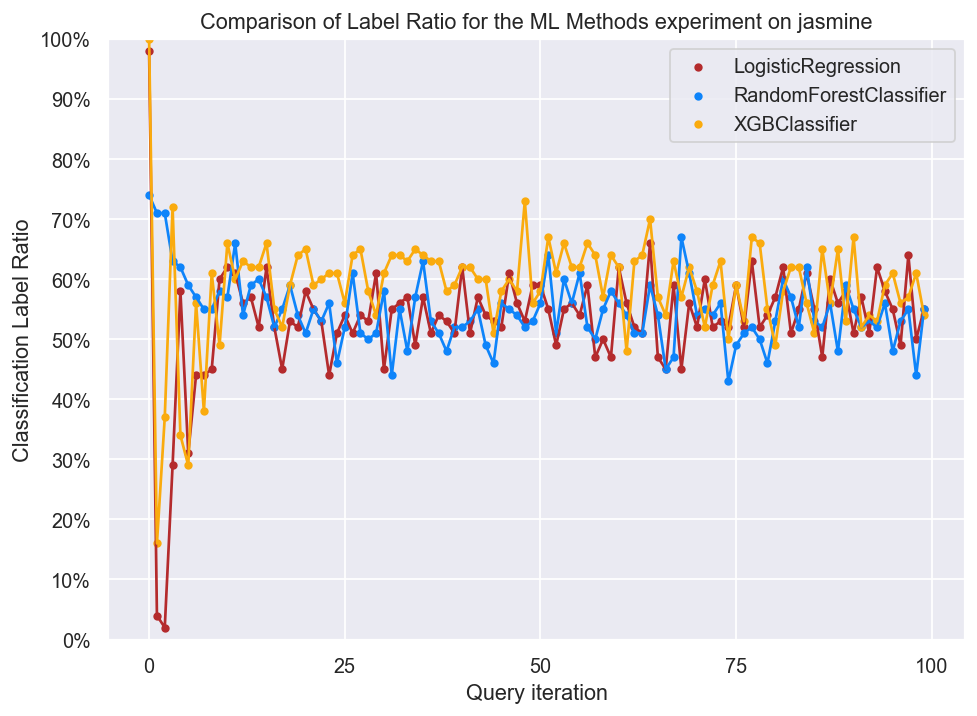 Comparison of Label Ratio for the ML Methods experiment on jasmine
100%
90%
80%
70%
60%
50%
40%
30%
20%
10%
0%
Classification Label Ratio
LogisticRegression
RandomForestClassifier
XGBClassifier
0 25 50 75 100
Query iteration